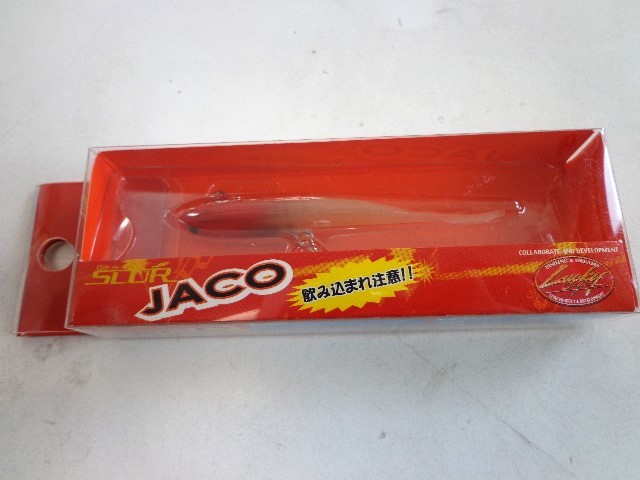 SLUR
JACO
飲み込まれ注意!!
COLLABORATE AND DEVELOPMENT
Lucky